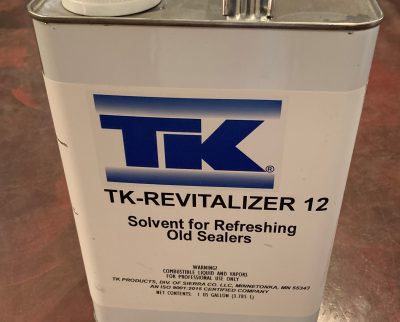 TK®
TK-REVITALIZER 12
Solvent for Refreshing
Old Sealers
WARNING!
COMBUSTIBLE LIQUID AND VAPORS
FOR PROFESSIONAL USE ONLY
TK PRODUCTS, DIV. OF SIERRA CO. LLC, MINNETONKA, MN 55343
AN ISO 9001:2015 CERTIFIED COMPANY
NET CONTENTS: 1 US GALLON (3.785 L)